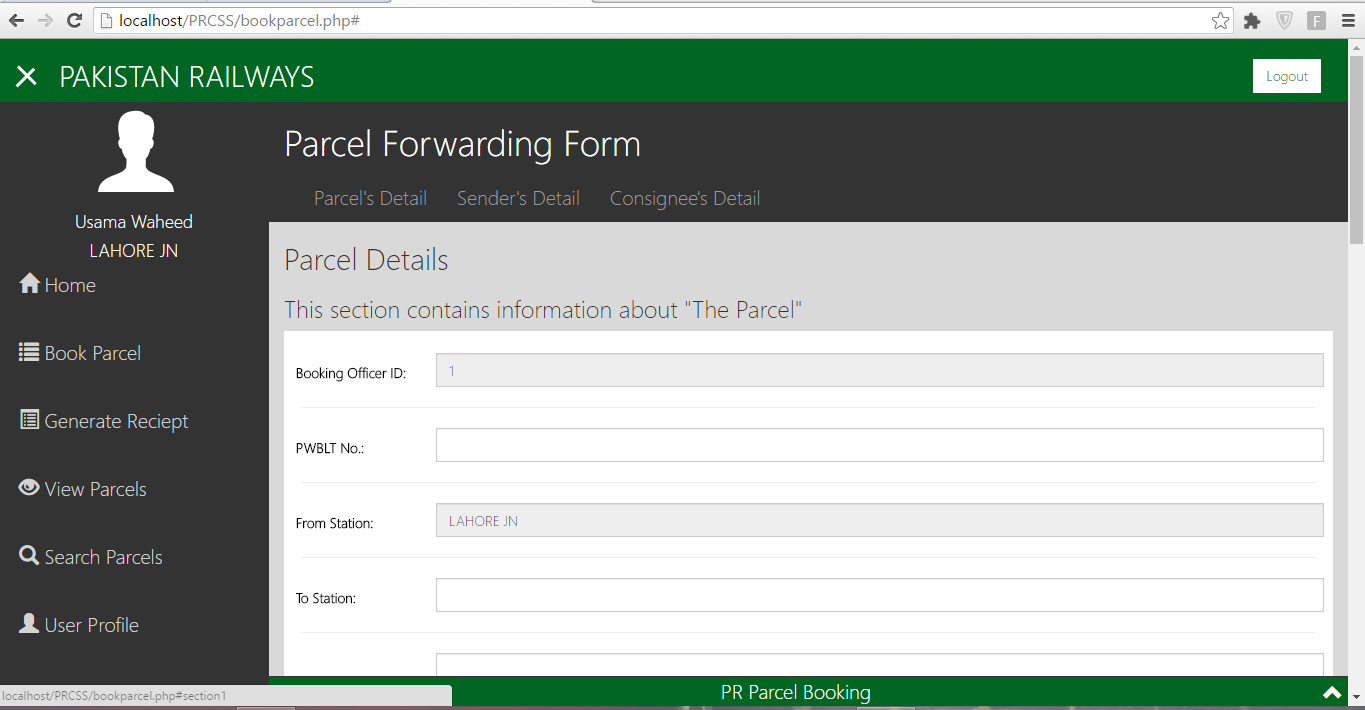 localhost/PRCSS/bookparcel.php#
F
PAKISTAN RAILWAYS
Logout
Usama Waheed
LAHORE JN
Home
Book Parcel
Generate Reciept
View Parcels
Search Parcels
User Profile
Parcel Forwarding Form
Parcel's Detail Sender's Detail Consignee's Detail
Parcel Details
This section contains information about "The Parcel"
Booking Officer ID: 1
PWBLT No.:
From Station: LAHORE JN
To Station:
localhost/PRCSS/bookparcel.php#section1
PR Parcel Booking